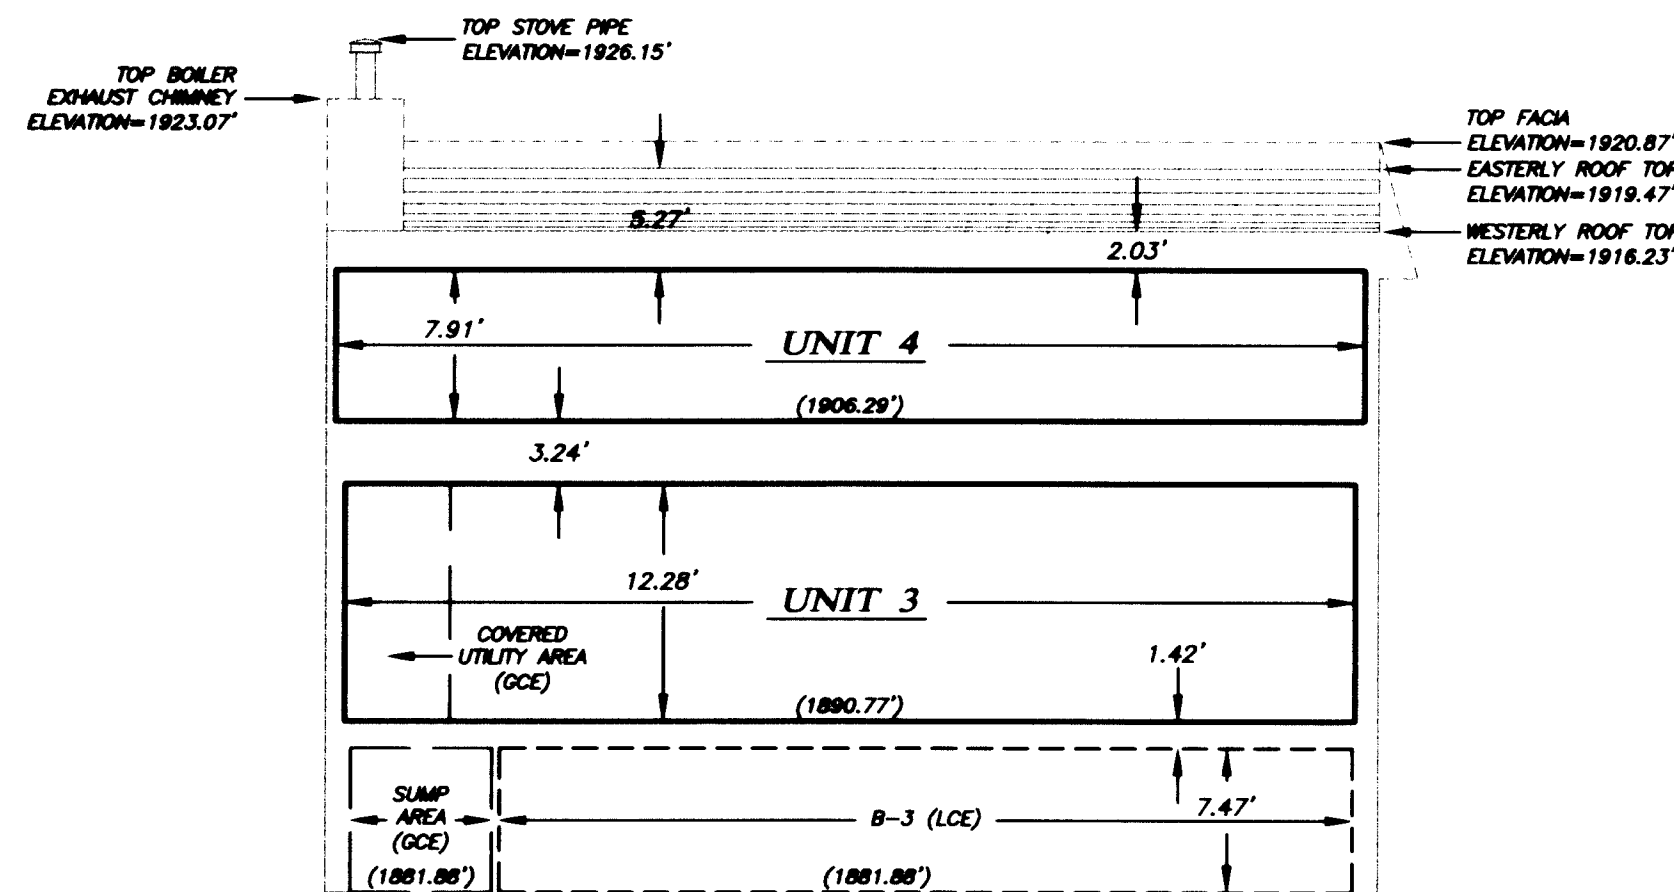 TOP STOVE PIPE
ELEVATION=1926.15'
TOP BOILER
EXHAUST CHIMNEY
ELEVATION=1923.07'
TOP FACIA
ELEVATION=1920.87'
EASTERLY ROOF TOP
ELEVATION=1919.47'
WESTERLY ROOF TOP
ELEVATION=1916.23'
5.27'
2.03'
7.91'
UNIT 4
(1906.29')
3.24'
12.28'
UNIT 3
COVERED
UTILITY AREA
(GCE)
1.42'
(1890.77')
SUMP
AREA
(GCE)
(1881.88')
B-3 (LCE)
7.47'
(1881.88')